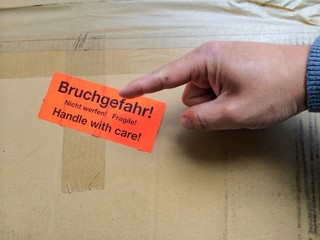 Bruchgefahr!
Nicht werfen! Fragile!
Handle with care!